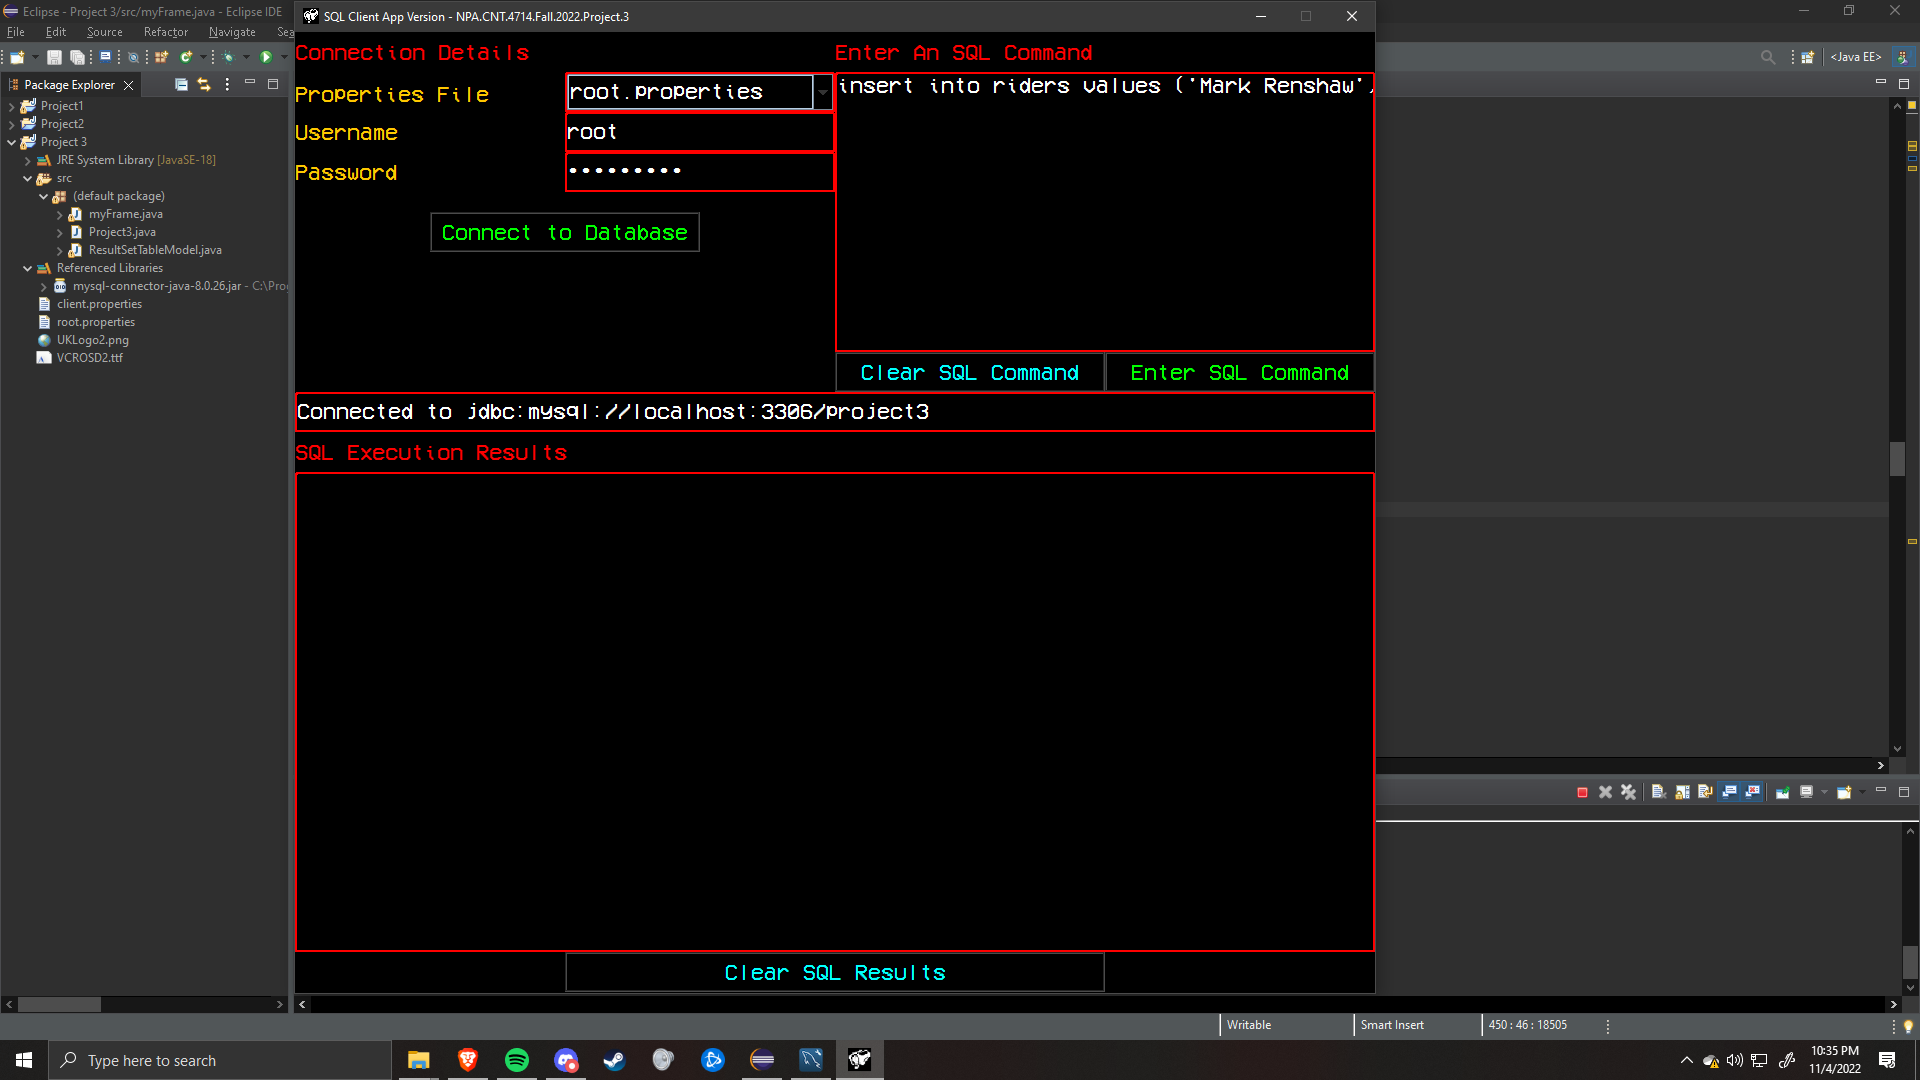 Eclipse - Project 3/src/myFrame.java - Eclipse IDE
File Edit Source Refactor Navigate Sea
Package Explorer
Project1
Project2
Project 3
JRE System Library [JavaSE-18]
src
(default package)
myFrame.java
Project3.java
ResultSetTableModel.java
Referenced Libraries
mysql-connector-java-8.0.26.jar - C:\Prog
client.properties
root.properties
UKLogo2.png
VCROSD2.ttf
SQL Client App Version - NPA.CNT.4714.Fall.2022.Project.3
Connection Details
Properties File
root.properties
Username
root
Password
•••••••••
Connect to Database
Enter An SQL Command
insert into riders values ('Mark Renshaw',
Clear SQL Command
Enter SQL Command
Connected to jdbc:mysql://localhost:3306/project3
SQL Execution Results
Clear SQL Results
<Java EE>
Writable
Smart Insert
450 : 46 : 18505
Type here to search
10:35 PM
11/4/2022